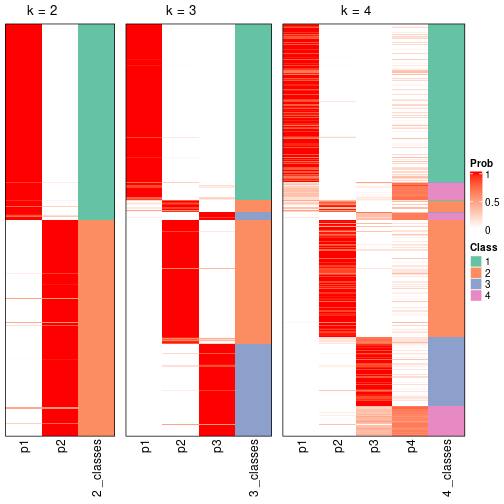 k = 2
k = 3
k = 4
p1
p2
2_classes
p1
p2
p3
3_classes
p1
p2
p3
p4
4_classes
Prob
1
0.5
0
Class
1
2
3
4